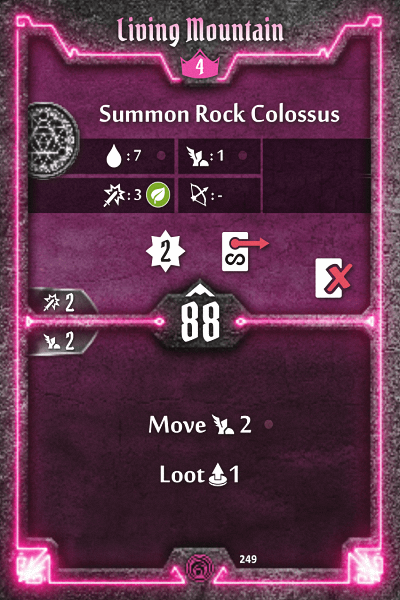 Living Mountain
4
Summon Rock Colossus
:7 :1
:3 :-
2 S
2
88
2
Move 2
Loot 1
249